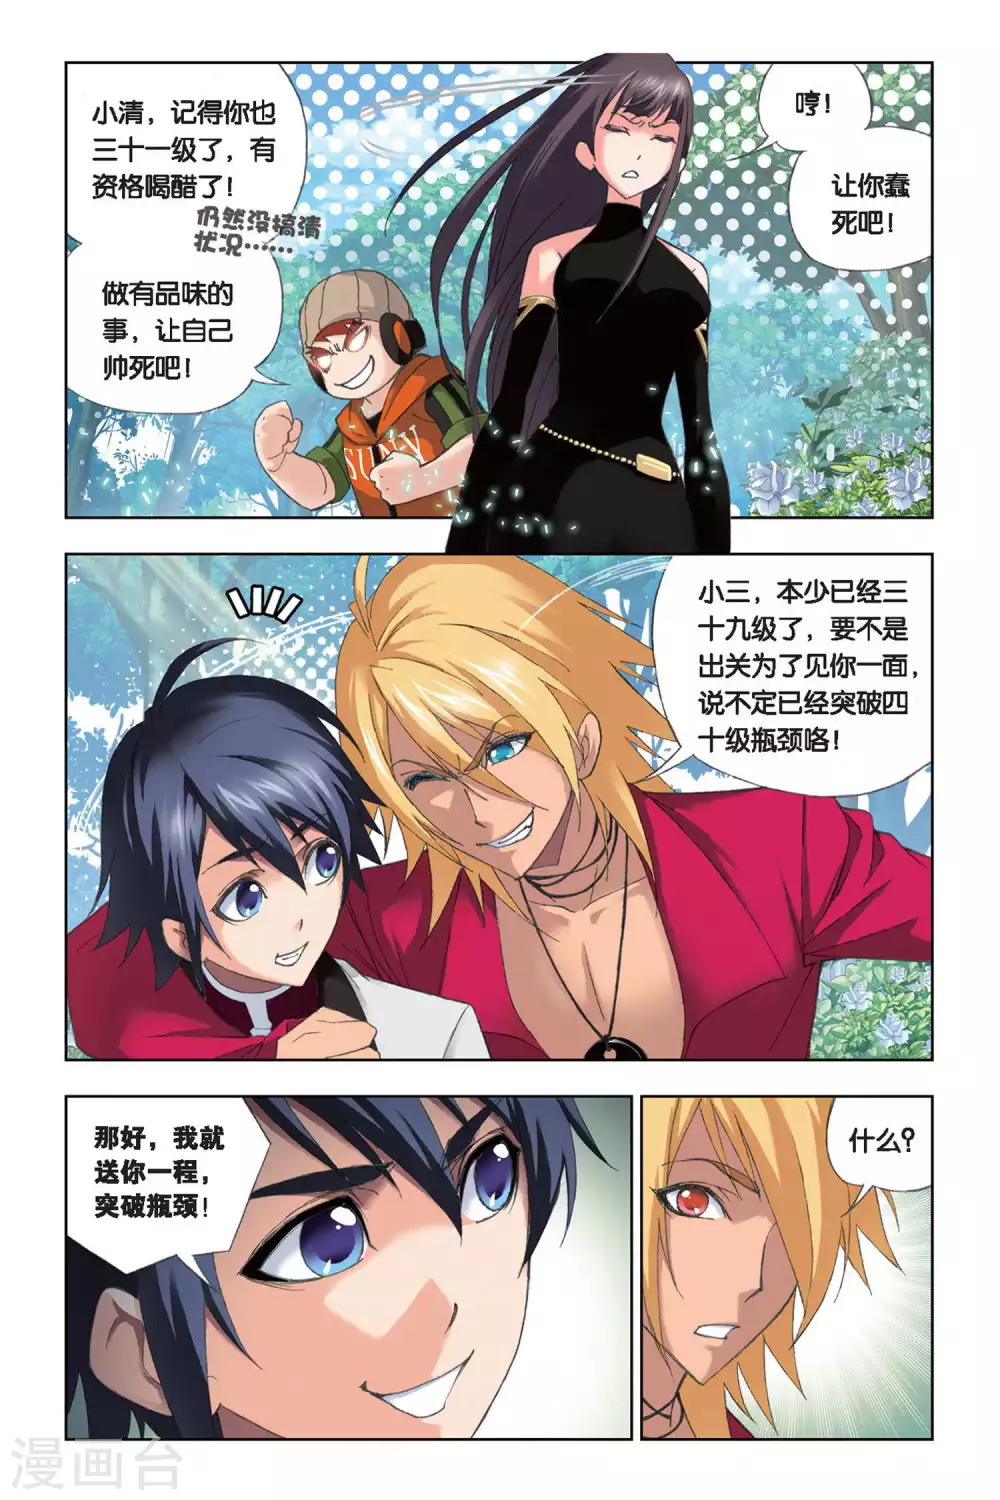 小清，记得你也
三十一级了，有
资格喝醋了！
仍然没搞清
状况……
做有品味的
事，让自己
帅死吧！
SUN-V
哼！
让你蠢
死吧！
小三，本少已经三
十九级了，要不是
出关为了见你一面，
说不定已经突破四
十级瓶颈咯！
那好，我就
送你一程，
突破瓶颈！
什么？
漫画台